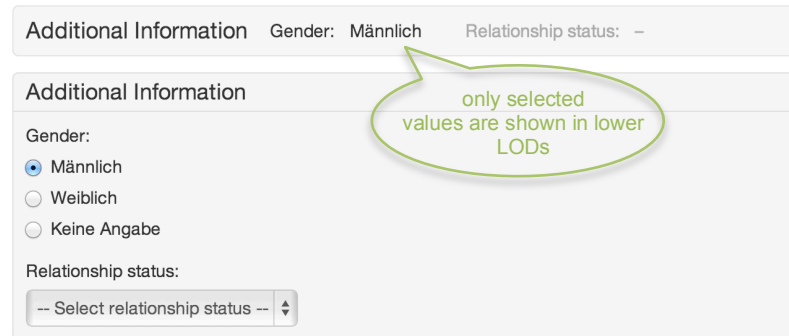 Additional Information Gender: Männlich Relationship status: –
Additional Information
only selected
values are shown in lower
LODs
Gender:
Männlich
Weiblich
Keine Angabe
Relationship status:
-- Select relationship status --